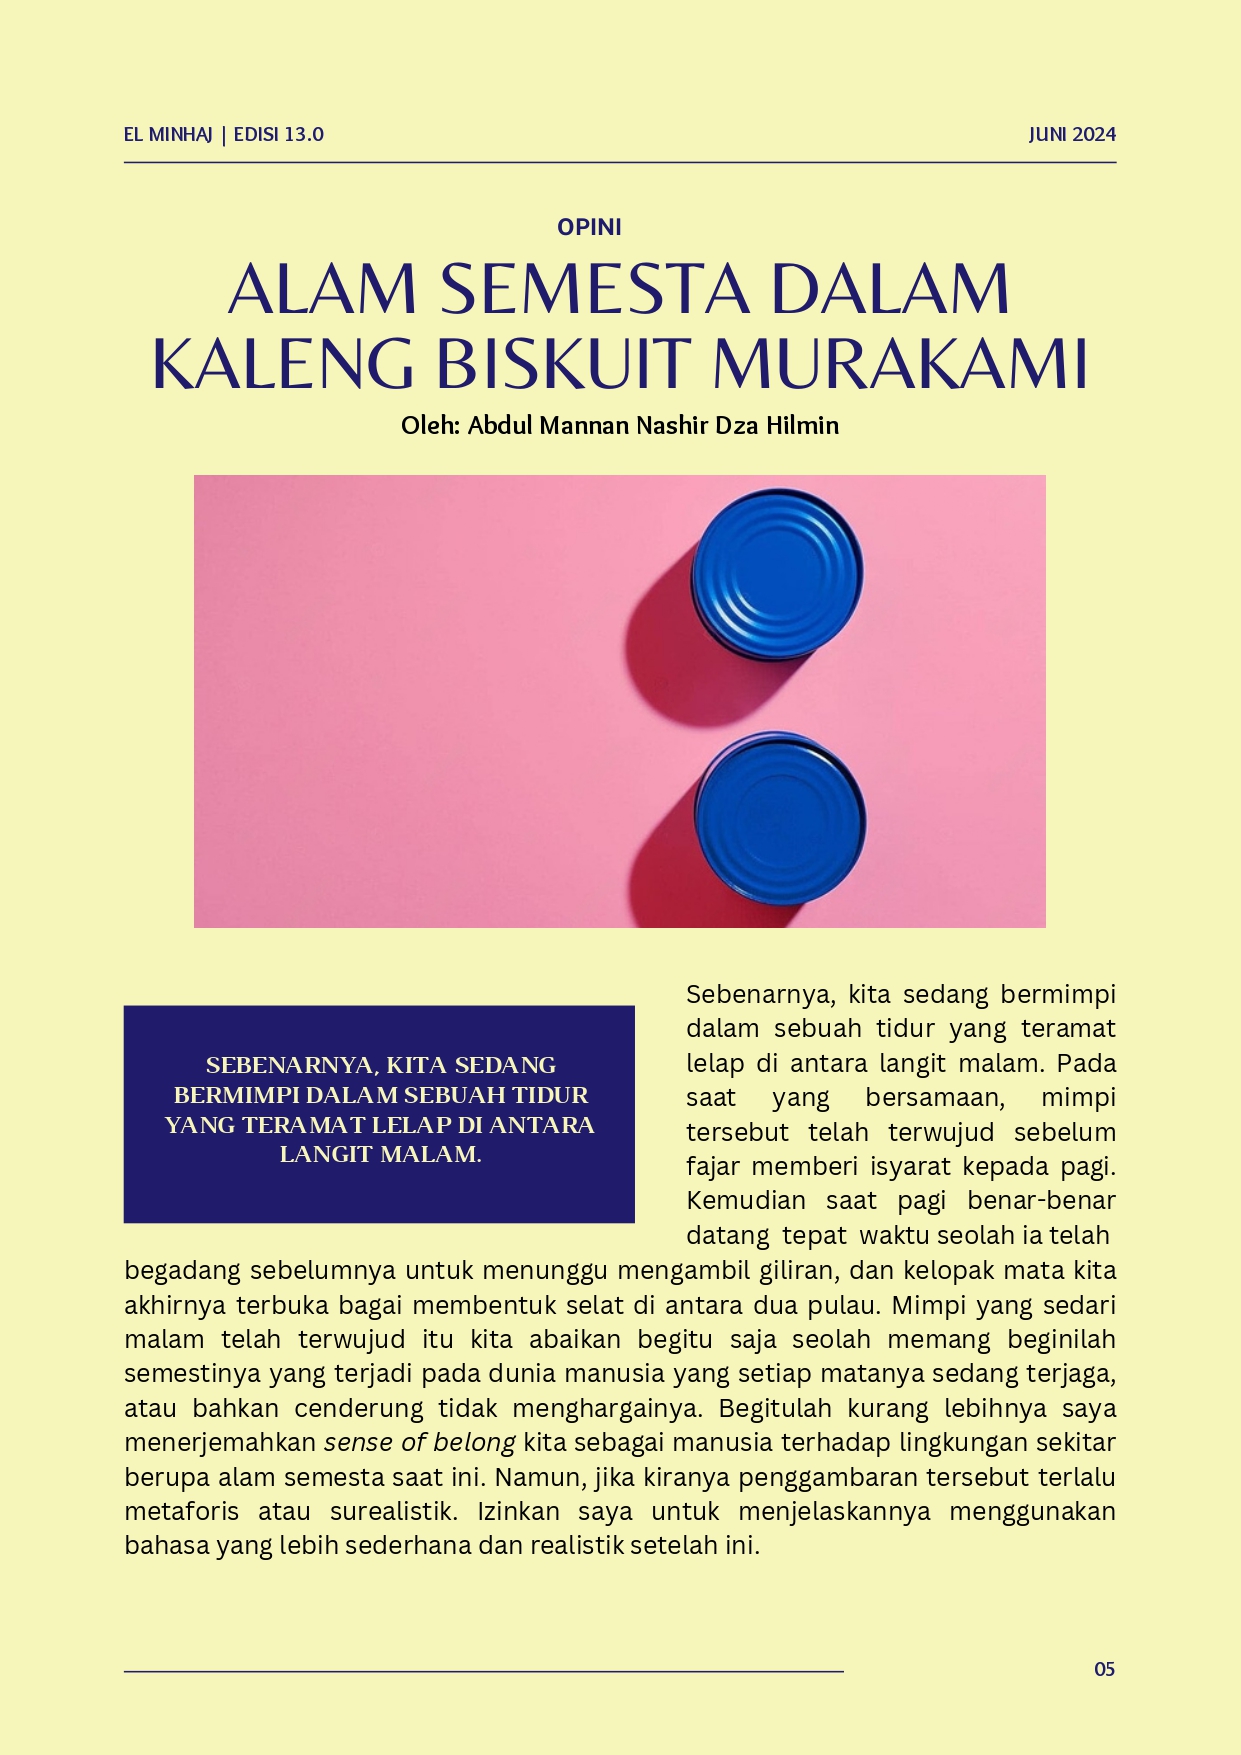 EL MINHAJ | EDISI 13.0
JUNI 2024
OPINI
ALAM SEMESTA DALAM
KALENG BISKUIT MURAKAMI
Oleh: Abdul Mannan Nashir Dza Hilmin
SEBENARNYA, KITA SEDANG
BERMIMPI DALAM SEBUAH TIDUR
YANG TERAMAT LELAP DI ANTARA
LANGIT MALAM.
Sebenarnya, kita sedang bermimpi
dalam sebuah tidur yang teramat
lelap di antara langit malam. Pada
saat yang bersamaan, mimpi
tersebut telah terwujud sebelum
fajar memberi isyarat kepada pagi.
Kemudian saat pagi benar-benar
datang tepat waktu seolah ia telah
begadang sebelumnya untuk menunggu mengambil giliran, dan kelopak mata kita
akhirnya terbuka bagai membentuk selat di antara dua pulau. Mimpi yang sedari
malam telah terwujud itu kita abaikan begitu saja seolah memang beginilah
semestinya yang terjadi pada dunia manusia yang setiap matanya sedang terjaga,
atau bahkan cenderung tidak menghargainya. Begitulah kurang lebihnya saya
menerjemahkan sense of belong kita sebagai manusia terhadap lingkungan sekitar
berupa alam semesta saat ini. Namun, jika kiranya penggambaran tersebut terlalu
metaforis atau surealistik. Izinkan saya untuk menjelaskannya menggunakan
bahasa yang lebih sederhana dan realistik setelah ini.
05